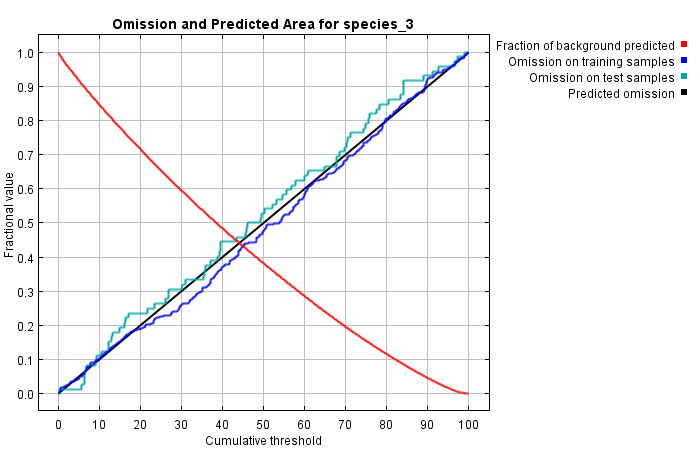 Omission and Predicted Area for species_3
Fraction of background predicted
Omission on training samples
Omission on test samples
Predicted omission
Fractional value
1.0
0.9
0.8
0.7
0.6
0.5
0.4
0.3
0.2
0.1
0.0
0 10 20 30 40 50 60 70 80 90 100
Cumulative threshold